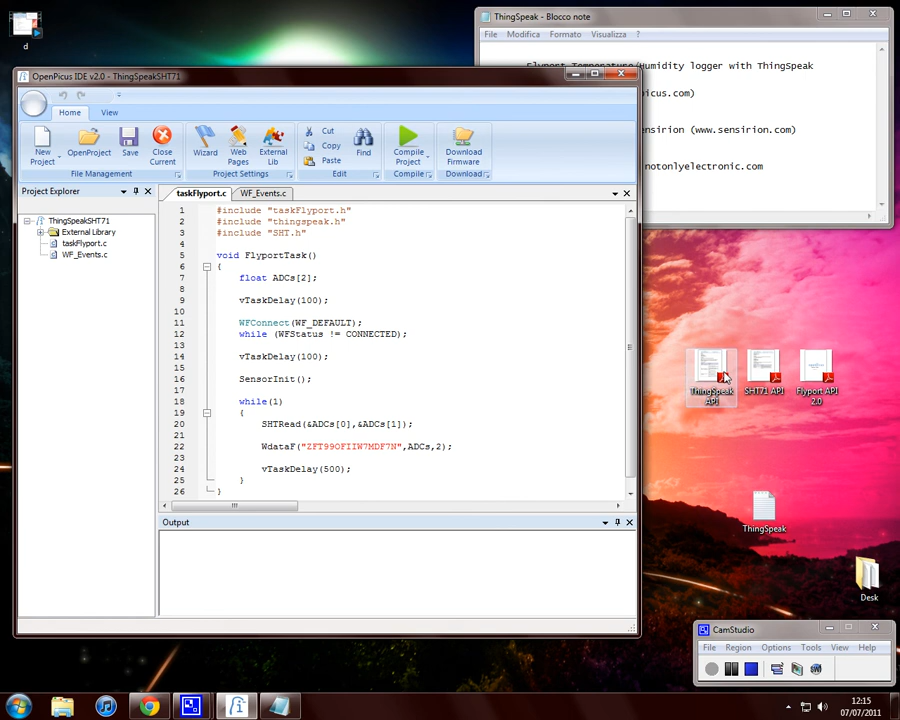 d
ThingSpeak - Blocco note
File Modifica Formato Visualizza ?
Flyport Temperature/Humidity logger with ThingSpeak
picus.com)
ensirion (www.sensirion.com)
notonlyelectronic.com
OpenPicus IDE v2.0 - ThingSpeakSHT71
Home View
New Project
OpenProject
Save
Close Current
File Management
Wizard
Web Pages
External Lib
Project Settings
Cut
Copy
Paste
Find
Edit
Compile Project
Compile
Download Firmware
Download
Project Explorer
ThingSpeakSHT71
External Library
taskFlyport.c
WF_Events.c
taskFlyport.c WF_Events.c
1 #include "taskFlyport.h"
2 #include "thingspeak.h"
3 #include "SHT.h"
4
5 void FlyportTask()
6 {
7 float ADCs[2];
8
9 vTaskDelay(100);
10
11 WFConnect(WF_DEFAULT);
12 while (WFStatus != CONNECTED);
13
14 vTaskDelay(100);
15
16 SensorInit();
17
18 while(1)
19 {
20 SHTRead(&ADCs[0],&ADCs[1]);
21
22 WdataF("ZFT99OFIIW7MDF7N",ADCs,2);
23
24 vTaskDelay(500);
25 }
26 }
Output
ThingSpeak API
SHT71 API
Flyport API 2.0
ThingSpeak
Desk
CamStudio
File Region Options Tools View Help
12:15
07/07/2011